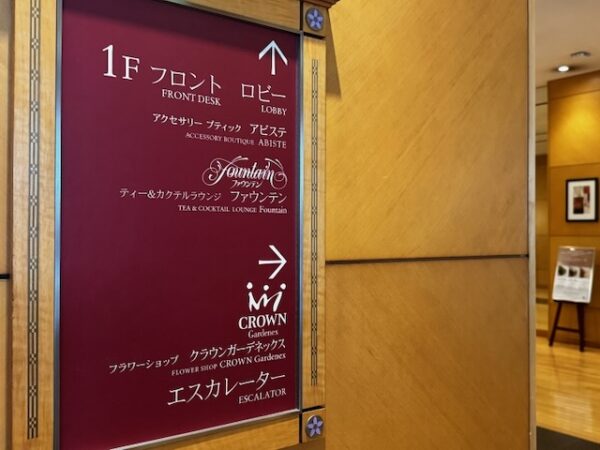 1F フロント ロビー
FRONT DESK LOBBY
アクセサリー ブティック アビステ
ACCESSORY BOUTIQUE ABISTE
Fountain
ファウンテン
ティー&カクテルラウンジ ファウンテン
TEA & COCKTAIL LOUNGE Fountain
CROWN
Gardenex
フラワーショップ クラウンガーデネックス
FLOWER SHOP CROWN Gardenex
エスカレーター
ESCALATOR